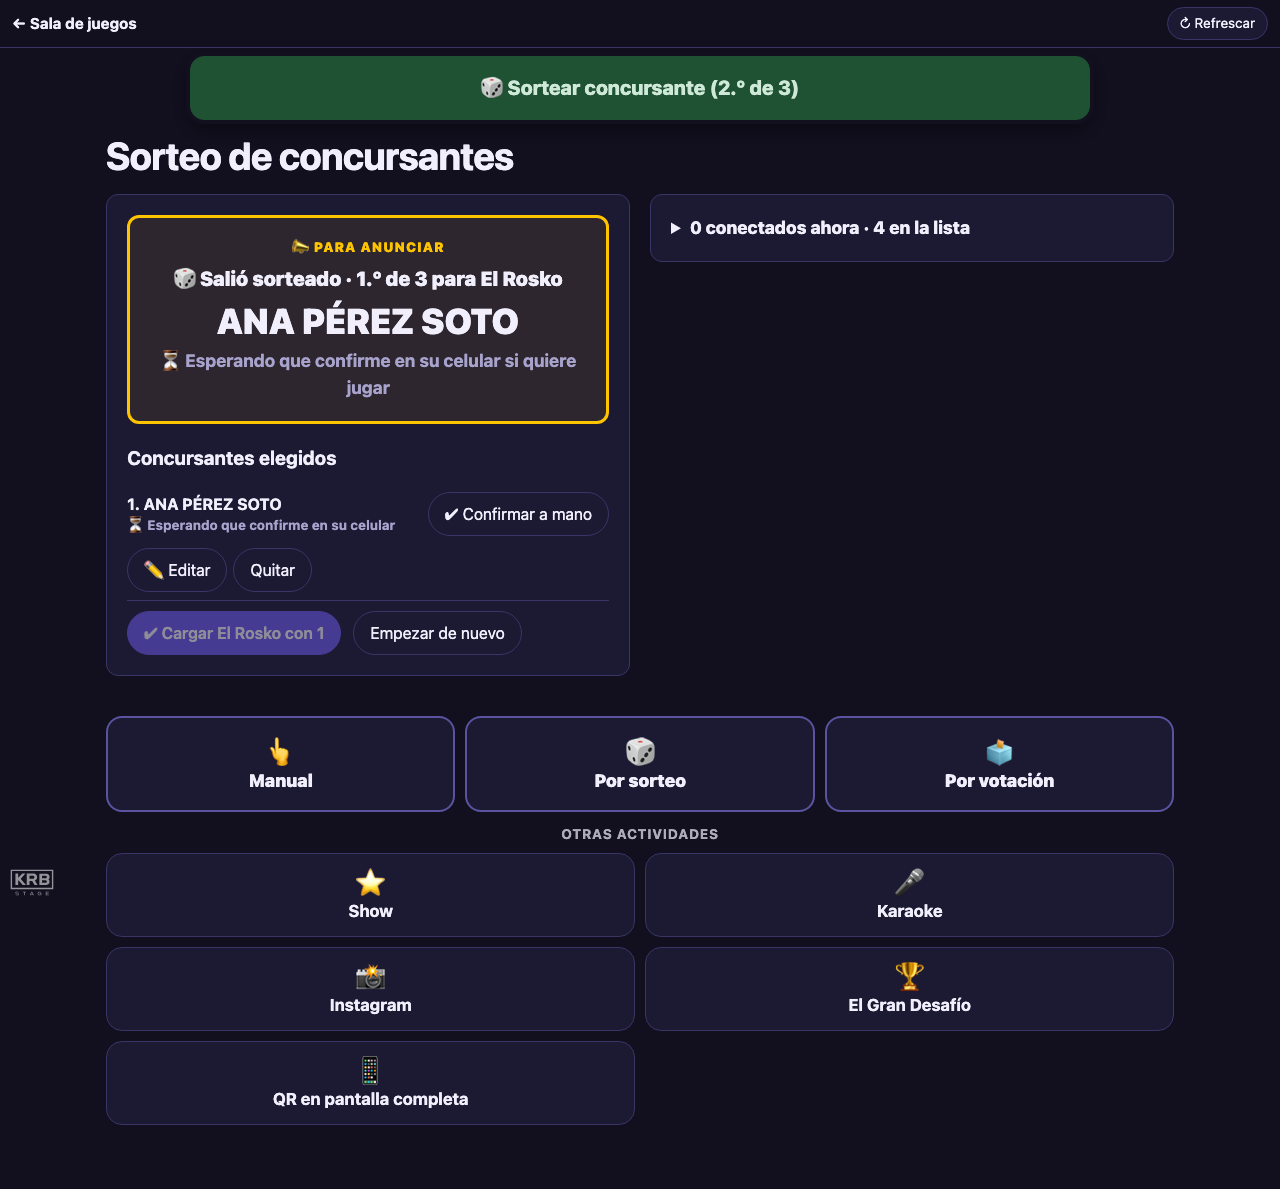 ← Sala de juegos
↻ Refrescar
🎲 Sortear concursante (2.º de 3)
Sorteo de concursantes
📣 PARA ANUNCIAR
🎲 Salió sorteado · 1.º de 3 para El Rosko
ANA PÉREZ SOTO
⏳ Esperando que confirme en su celular si quiere
jugar
▶ 0 conectados ahora · 4 en la lista
Concursantes elegidos
1. ANA PÉREZ SOTO
⏳ Esperando que confirme en su celular
✔ Confirmar a mano
✏️ Editar
Quitar
✔ Cargar El Rosko con 1
Empezar de nuevo
👆 Manual
🎲 Por sorteo
🗳️ Por votación
OTRAS ACTIVIDADES
⭐ Show
🎤 Karaoke
KRB
STAGE
📸 Instagram
🏆 El Gran Desafío
📱 QR en pantalla completa